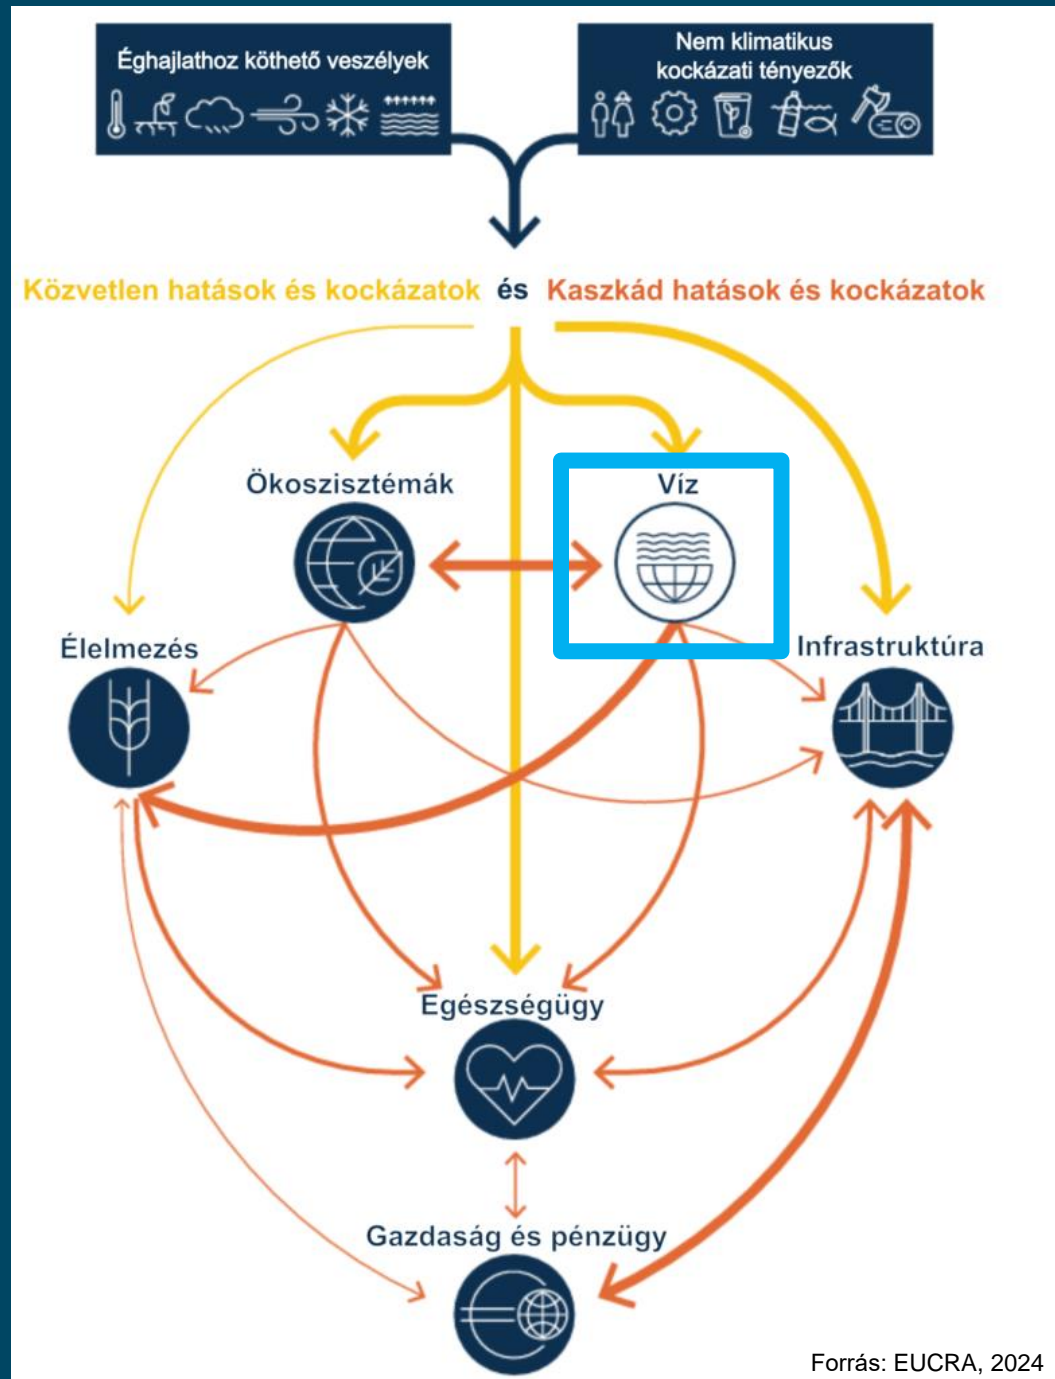 Éghajlathoz köthető veszélyek
Nem klimatikus
kockázati tényezők
Közvetlen hatások és kockázatok és Kaszkád hatások és kockázatok
Ökoszisztémák
Víz
Élelmezés
Infrastruktúra
Egészségügy
Gazdaság és pénzügy
Forrás: EUCRA, 2024